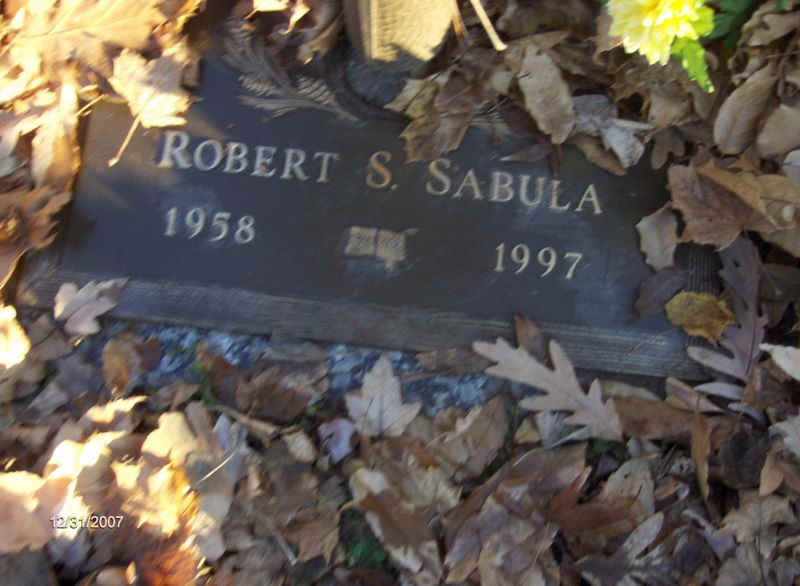 ROBERT S. SABULA
1958
1997
12/31/2007